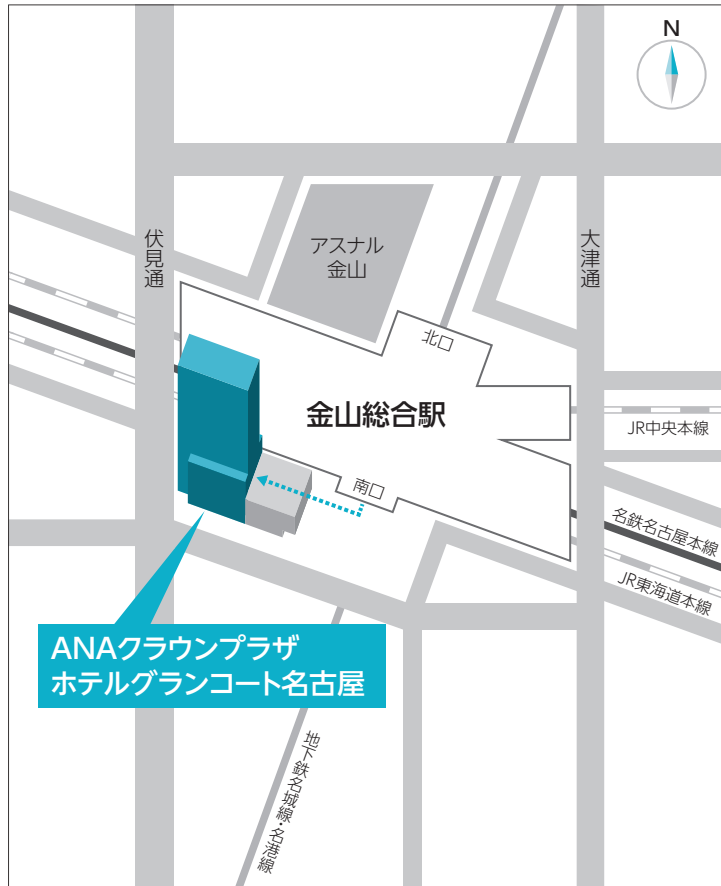 N
伏見通
大津通
アスナル
金山
北口
金山総合駅
JR中央本線
南口
名鉄名古屋本線
JR東海道本線
ANAクラウンプラザ
ホテルグランコート名古屋
地下鉄名城線・名港線